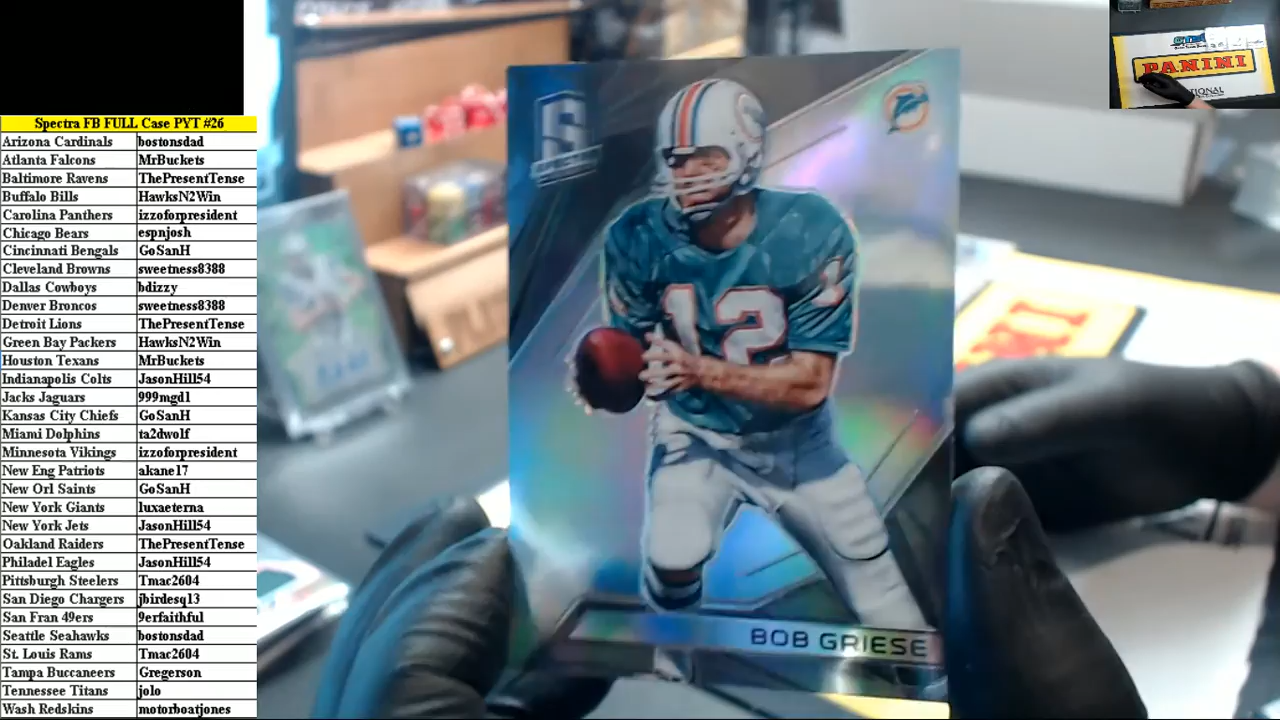 Spectra FB FULL Case PYT #26
Arizona Cardinals bostonsdad
Atlanta Falcons MrBuckets
Baltimore Ravens ThePresentTense
Buffalo Bills HawksN2Win
Carolina Panthers izzoforpresident
Chicago Bears espnjosh
Cincinnati Bengals GoSanH
Cleveland Browns sweetness8388
Dallas Cowboys bdizzy
Denver Broncos sweetness8388
Detroit Lions ThePresentTense
Green Bay Packers HawksN2Win
Houston Texans MrBuckets
Indianapolis Colts JasonHill54
Jacks Jaguars 999mgd1
Kansas City Chiefs GoSanH
Miami Dolphins ta2dwolf
Minnesota Vikings izzoforpresident
New Eng Patriots akane17
New Orl Saints GoSanH
New York Giants luxaeterna
New York Jets JasonHill54
Oakland Raiders ThePresentTense
Philadel Eagles JasonHill54
Pittsburgh Steelers Tmac2604
San Diego Chargers jbirdesq13
San Fran 49ers 9erfaithful
Seattle Seahawks bostonsdad
St. Louis Rams Tmac2604
Tampa Buccaneers Gregerson
Tennessee Titans jolo
Wash Redskins motorboatjones
S
12
1
BOB GRIESE
PANINI